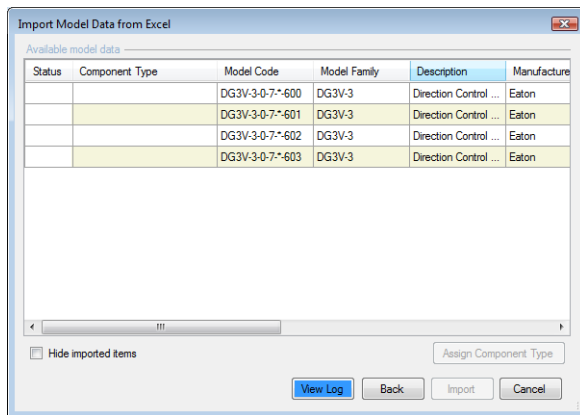 Import Model Data from Excel
Available model data
Status Component Type Model Code Model Family Description Manufacture
DG3V-3-0-7-*-600 DG3V-3 Direction Control ... Eaton
DG3V-3-0-7-*-601 DG3V-3 Direction Control ... Eaton
DG3V-3-0-7-*-602 DG3V-3 Direction Control ... Eaton
DG3V-3-0-7-*-603 DG3V-3 Direction Control ... Eaton
Hide imported items Assign Component Type
View Log Back Import Cancel